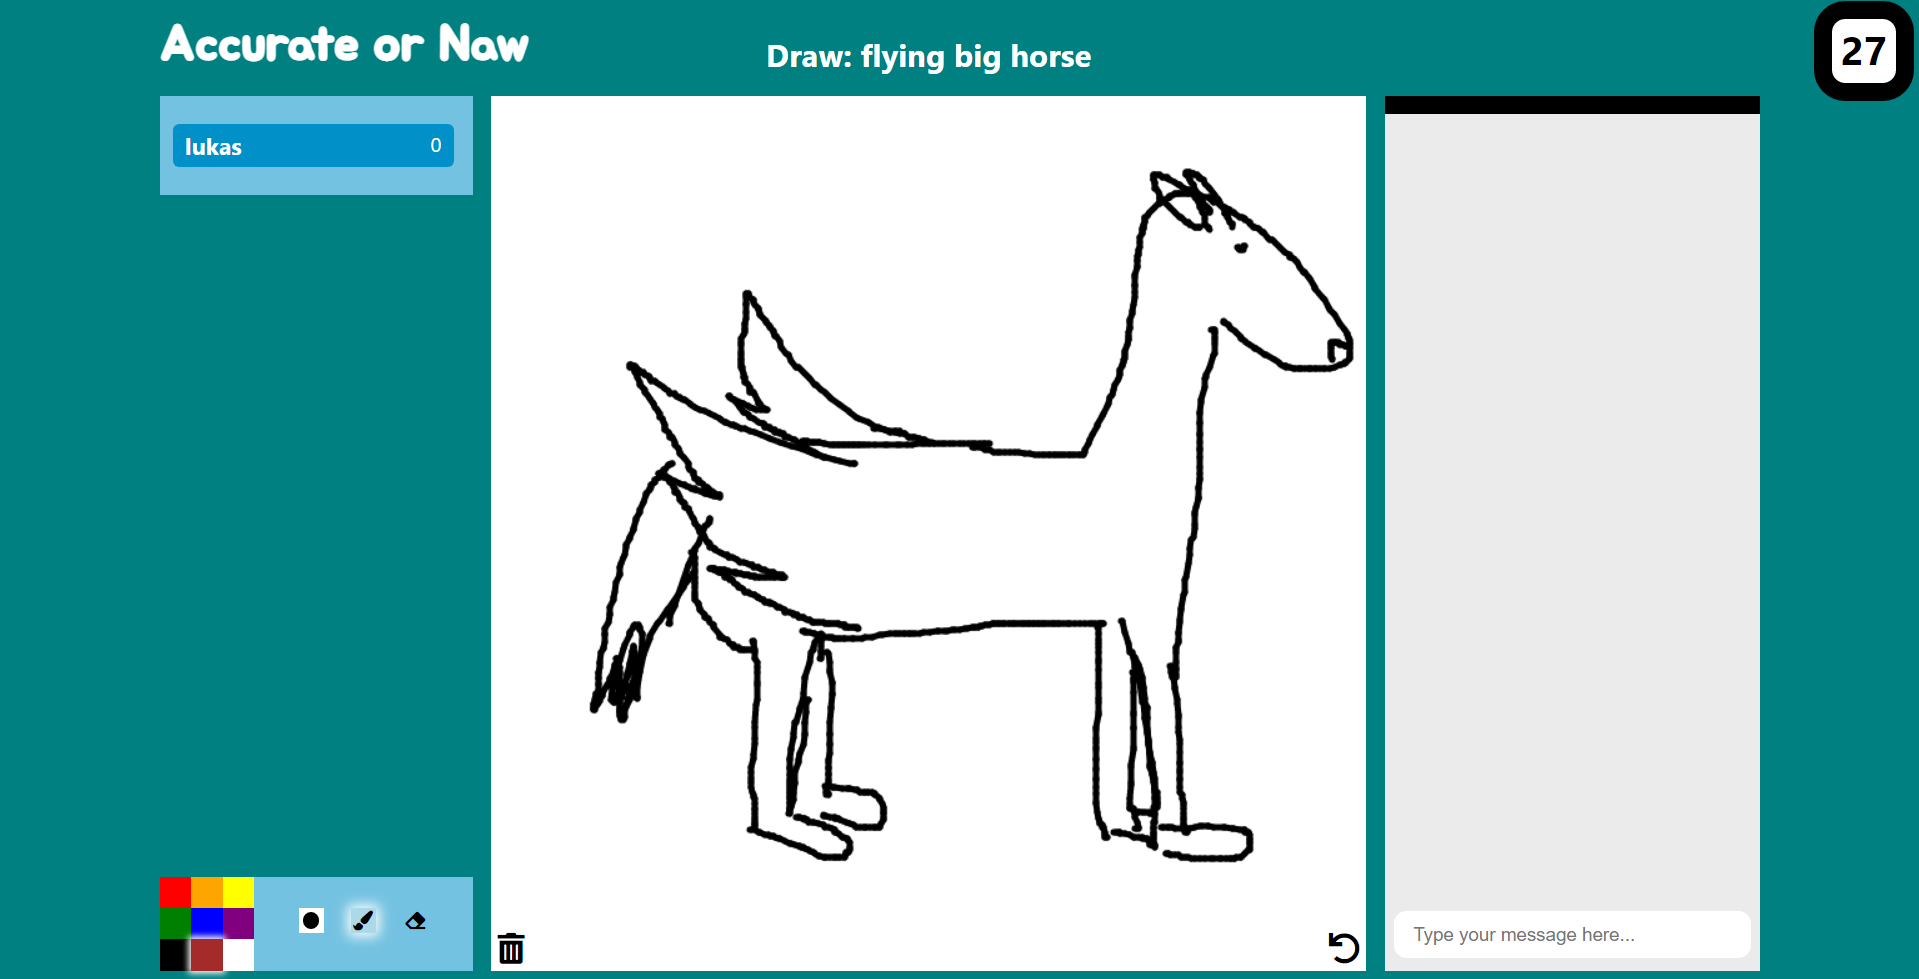 Accurate or Naw
Draw: flying big horse
27
lukas 0
Type your message here...